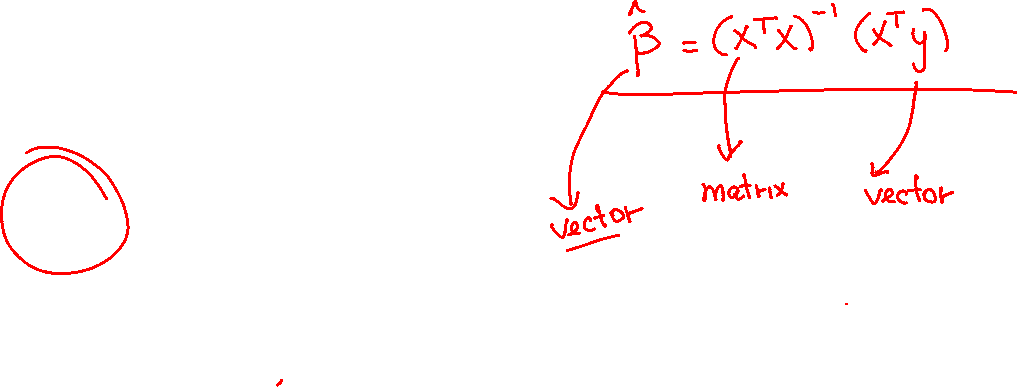 β̂ = (XᵀX)⁻¹ (Xᵀy)
vector matrix vector